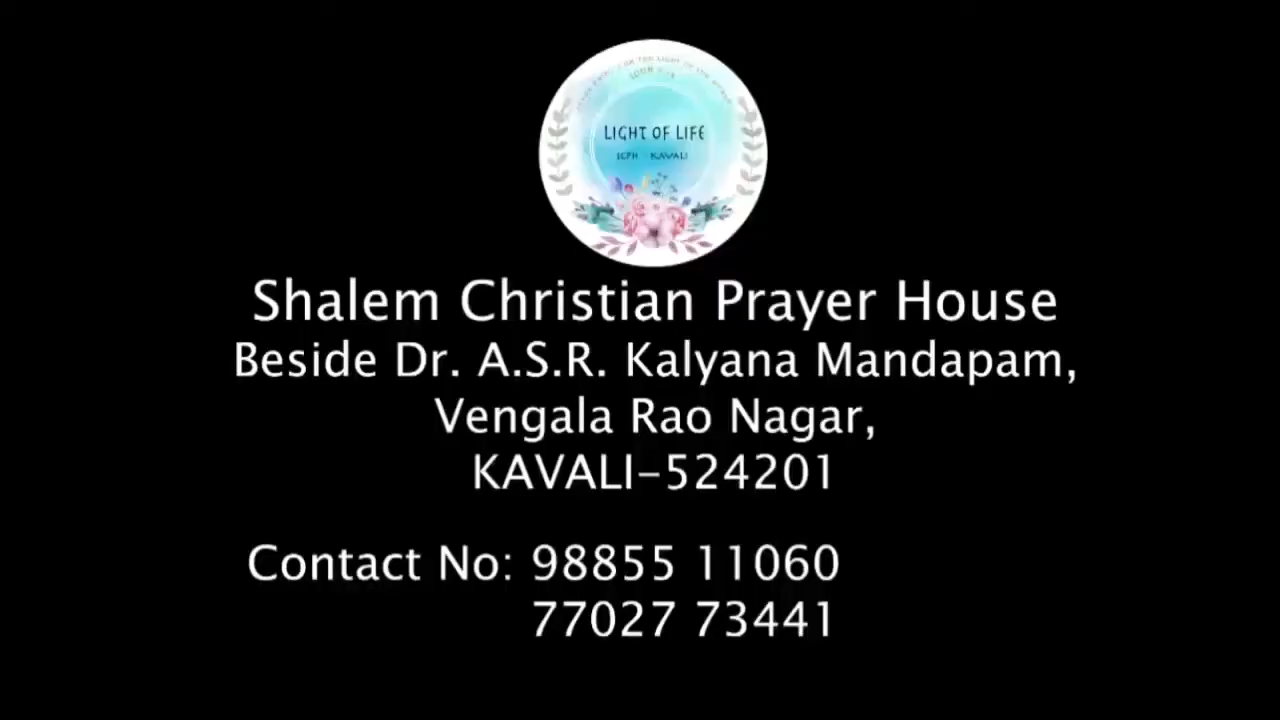 LIGHT OF LIFE
KAVALI
Shalem Christian Prayer House
Beside Dr. A.S.R. Kalyana Mandapam,
Vengala Rao Nagar,
KAVALI-524201
Contact No: 98855 11060
77027 73441